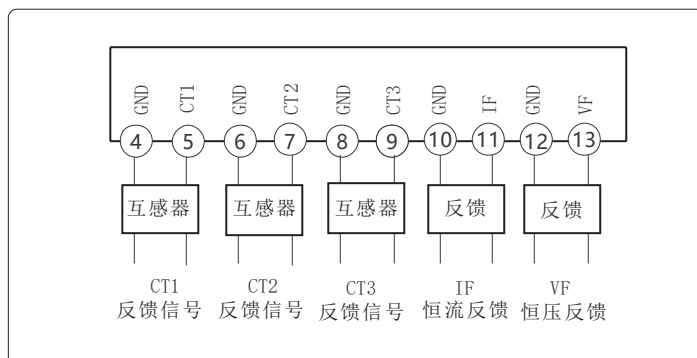 GND CT1 GND CT2 GND CT3 GND IF GND VF
4 5 6 7 8 9 10 11 12 13
互感器 互感器 互感器 反馈 反馈
CT1 CT2 CT3 IF VF
反馈信号 反馈信号 反馈信号 恒流反馈 恒压反馈